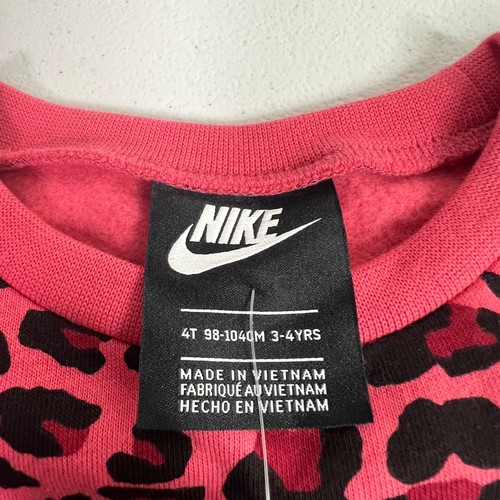 NIKE
4T 98-104CM 3-4YRS
MADE IN VIETNAM
FABRIQUÉ AU VIETNAM
HECHO EN VIETNAM